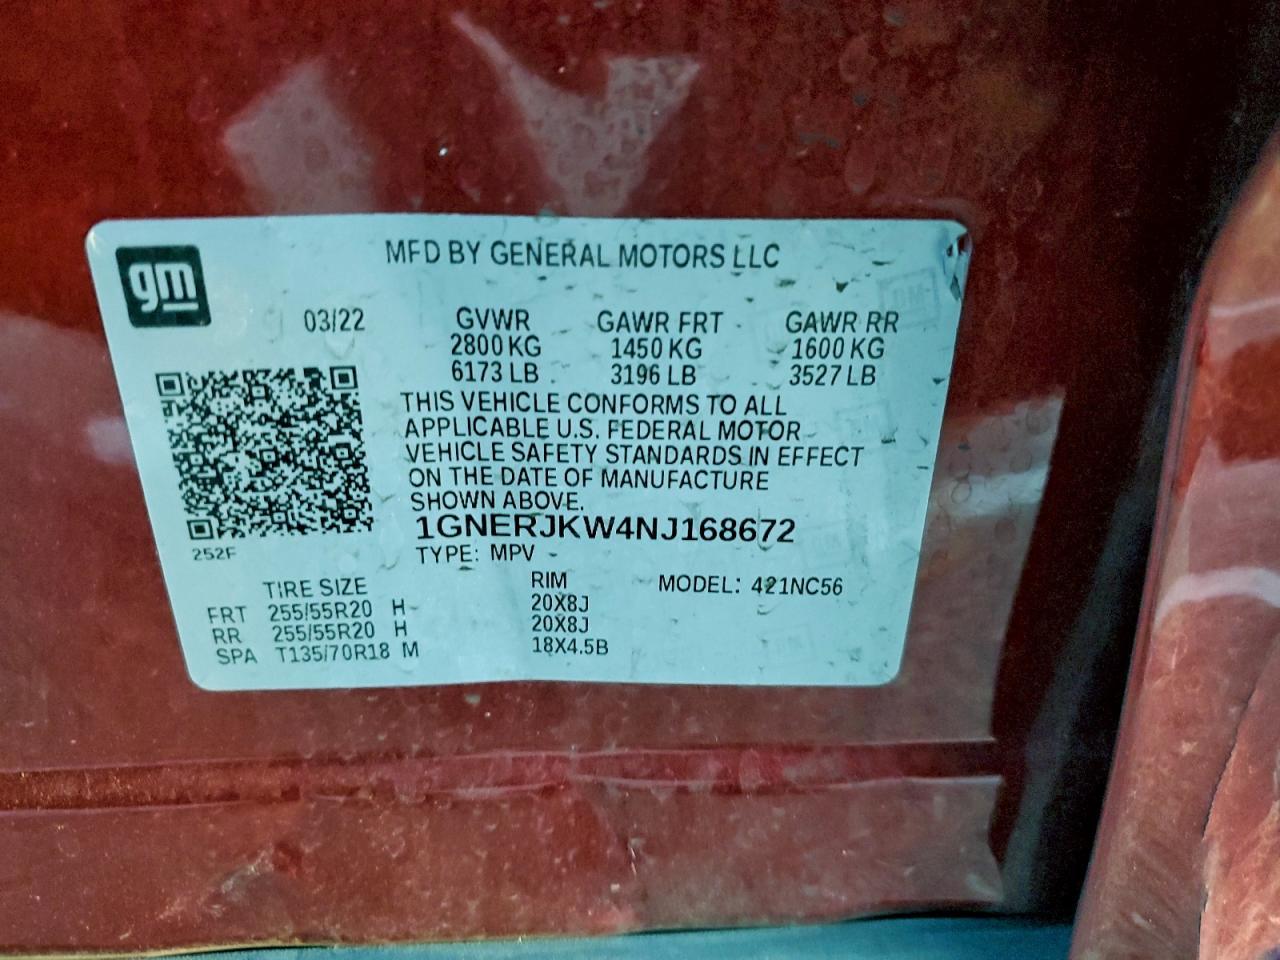 MFD BY GENERAL MOTORS LLC
gm
03/22 GVWR GAWR FRT GAWR RR
2800 KG 1450 KG 1600 KG
6173 LB 3196 LB 3527 LB
THIS VEHICLE CONFORMS TO ALL
APPLICABLE U.S. FEDERAL MOTOR
VEHICLE SAFETY STANDARDS IN EFFECT
ON THE DATE OF MANUFACTURE
SHOWN ABOVE.
1GNERJKW4NJ168672
252F
TYPE: MPV
TIRE SIZE RIM MODEL: 421NC56
FRT 255/55R20 H 20X8J
RR 255/55R20 H 20X8J
SPA T135/70R18 M 18X4.5B